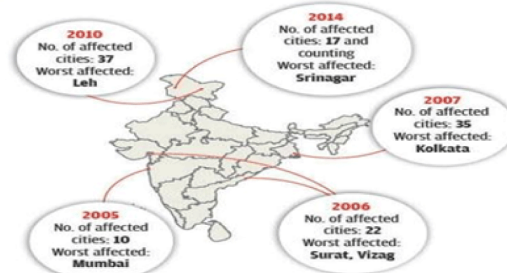 2010
No. of affected
cities: 37
Worst affected:
Leh
2014
No. of affected
cities: 17 and
counting
Worst affected:
Srinagar
2007
No. of affected
cities: 35
Worst affected:
Kolkata
2005
No. of affected
cities: 10
Worst affected:
Mumbai
2006
No. of affected
cities: 22
Worst affected:
Surat, Vizag